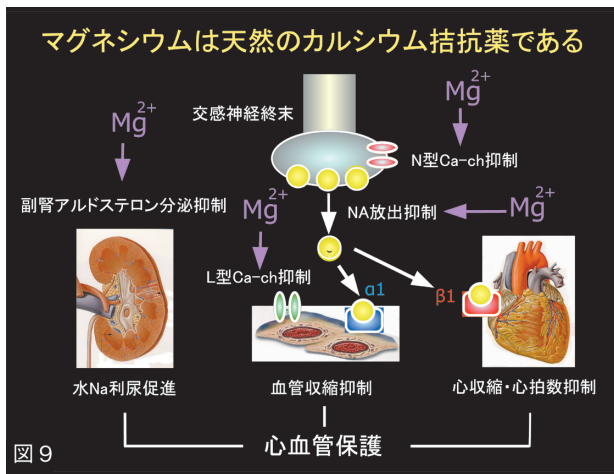 マグネシウムは天然のカルシウム拮抗薬である
交感神経終末
Mg2+
Mg2+
N型Ca-ch抑制
副腎アルドステロン分泌抑制
Mg2+
NA放出抑制
Mg2+
L型Ca-ch抑制
α1
β1
水Na利尿促進
血管収縮抑制
心収縮・心拍数抑制
心血管保護
図9